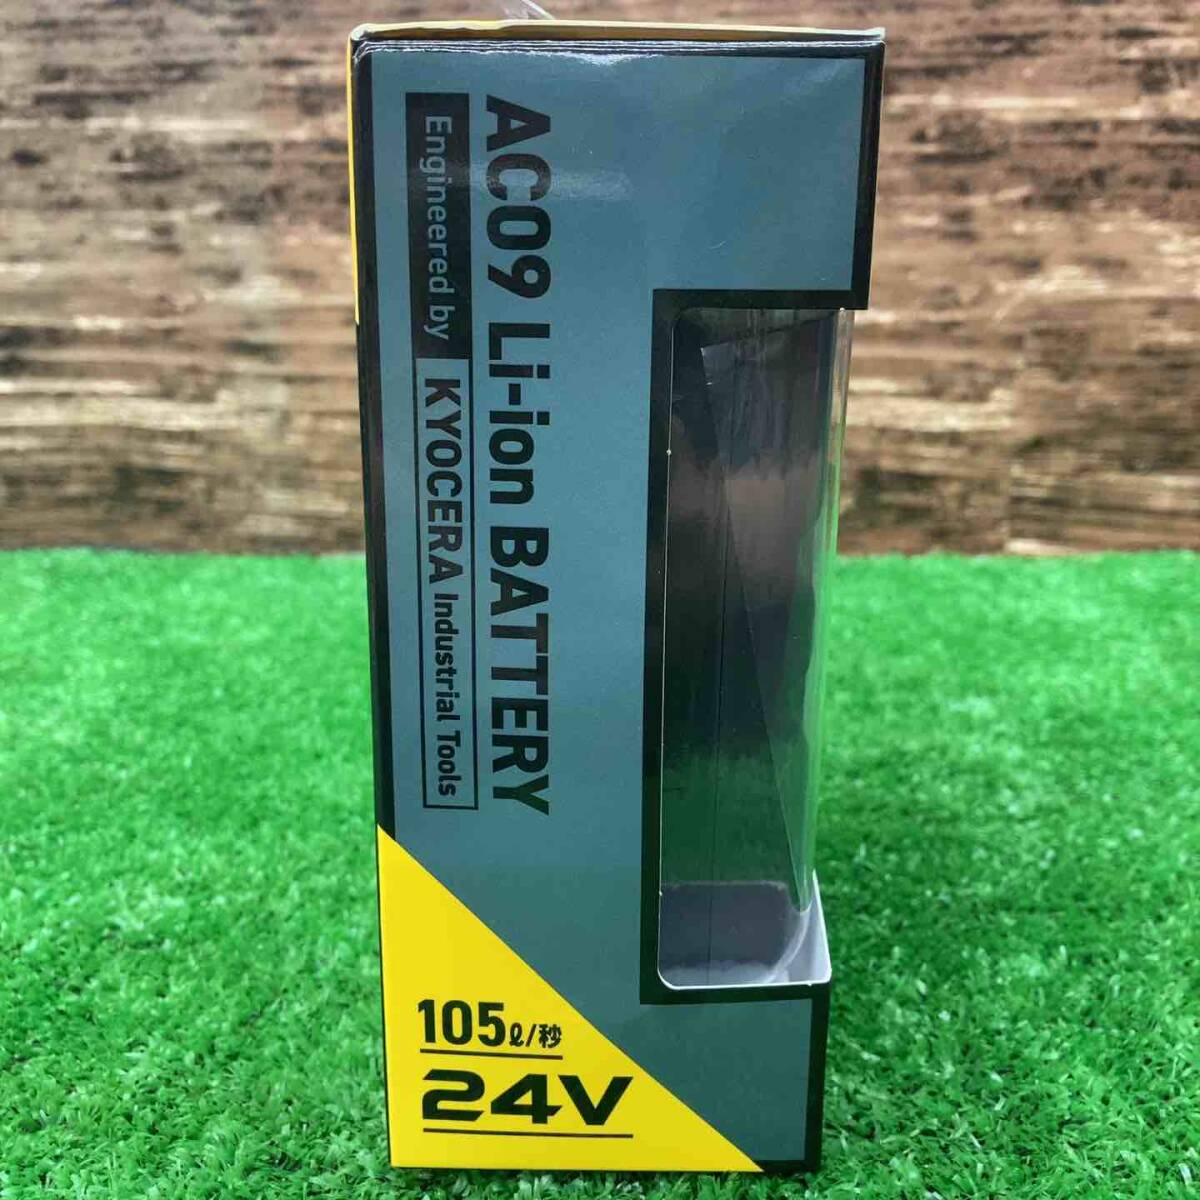 AC09 Li-ion BATTERY
Engineered by KYOCERA Industrial Tools
105ℓ/秒
24V